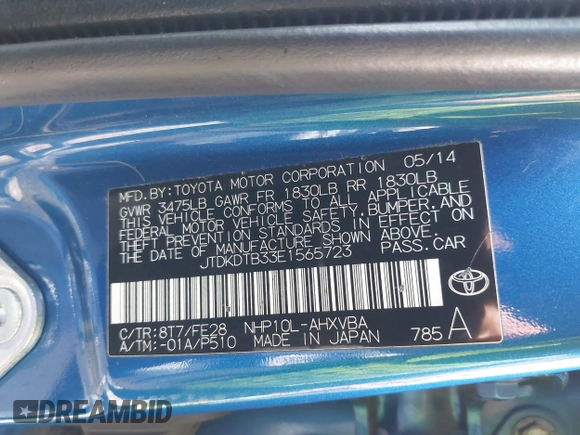 MFD. BY: TOYOTA MOTOR CORPORATION 05/14
GVWR 3475LB GAWR FR 1830LB RR 1830LB
THIS VEHICLE CONFORMS TO ALL APPLICABLE
FEDERAL MOTOR VEHICLE SAFETY, BUMPER, AND
THEFT PREVENTION STANDARDS IN EFFECT ON
THE DATE OF MANUFACTURE SHOWN ABOVE.
JTDKDTB33E1565723 PASS. CAR
C/TR: 8T7/FE28 NHP10L-AHXVBA
A/TM: -01A/P510 MADE IN JAPAN 785 A
TOYOTA
DREAMBID